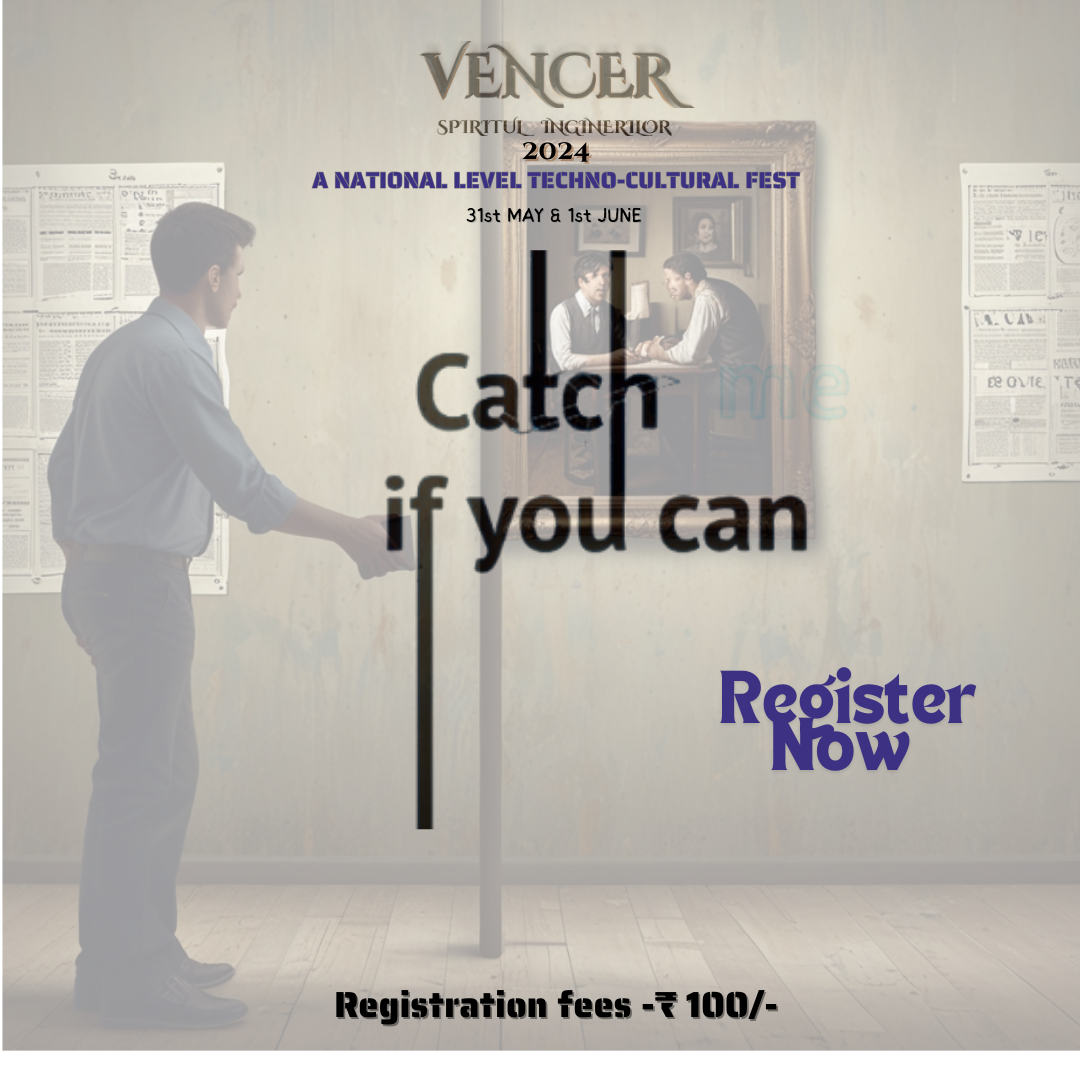 VENCER
SPIRITUL INGINERILOR
2024
A NATIONAL LEVEL TECHNO-CULTURAL FEST
31st MAY & 1st JUNE
Catch me
if you can
Register
Now
Registration fees -₹ 100/-